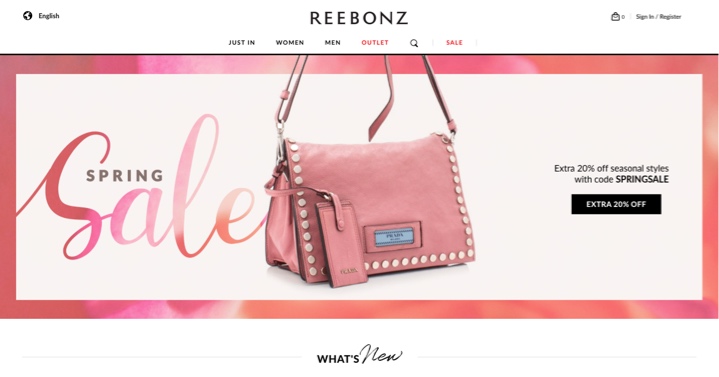 English
REEBONZ
0
Sign In / Register
JUST IN
WOMEN
MEN
OUTLET
SALE
SPRING
Sale
PRADA
Extra 20% off seasonal styles
with code SPRINGSALE
EXTRA 20% OFF
WHAT'S New